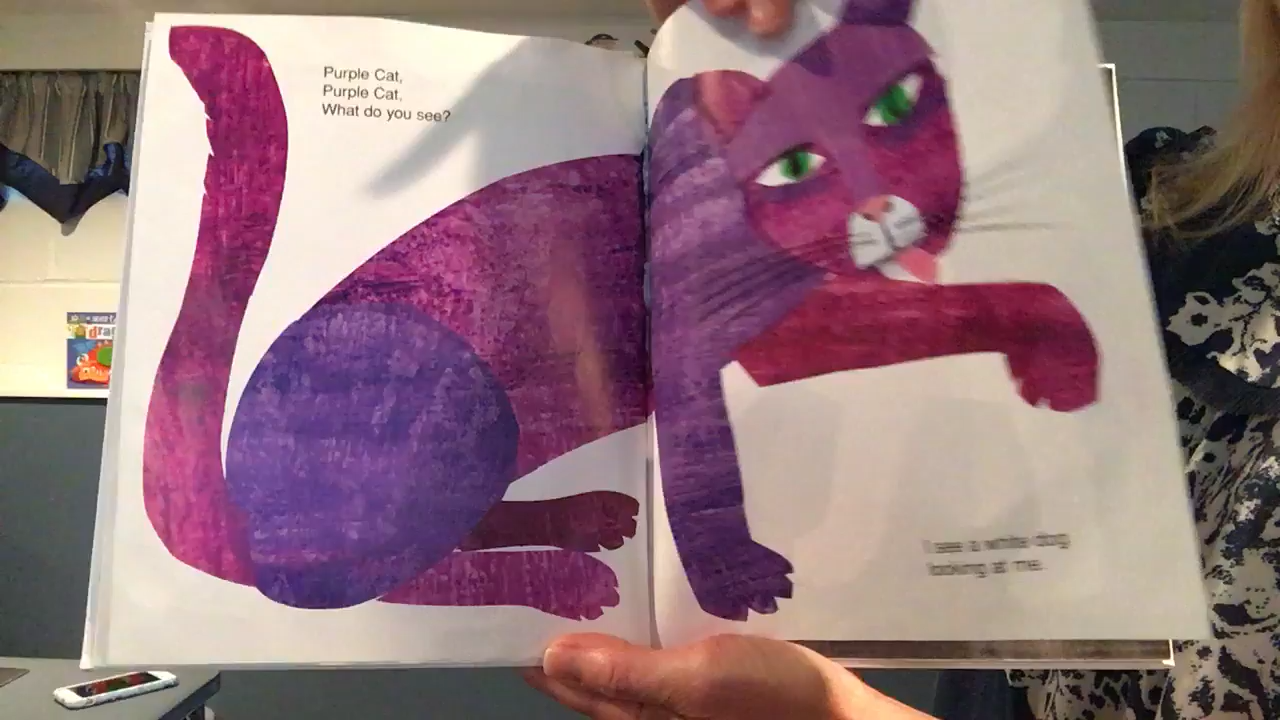 Purple Cat,
Purple Cat,
What do you see?
I see a white dog
looking at me.